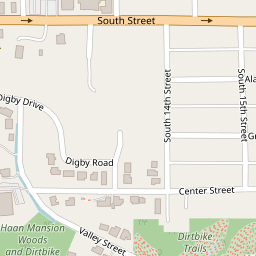 South Street
Digby Drive
South 14th Street
South 15th Street
Digby Road
Center Street
Valley Street
Haan Mansion
Woods
and Dirtbike
Dirtbike
Trails